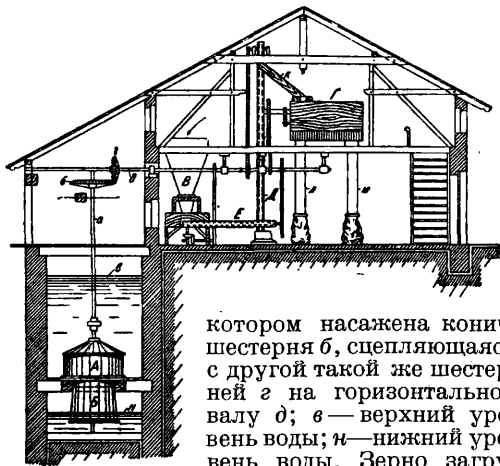 к
Г
г
б
д
В
а
Е
Д
л
м
в
А
Б
н
котором насажена конич
шестерня б, сцепляющаяс
с другой такой же шестер
ней г на горизонтально
валу д; в — верхний уро
вень воды; н—нижний уро
вень воды. Зерно загру